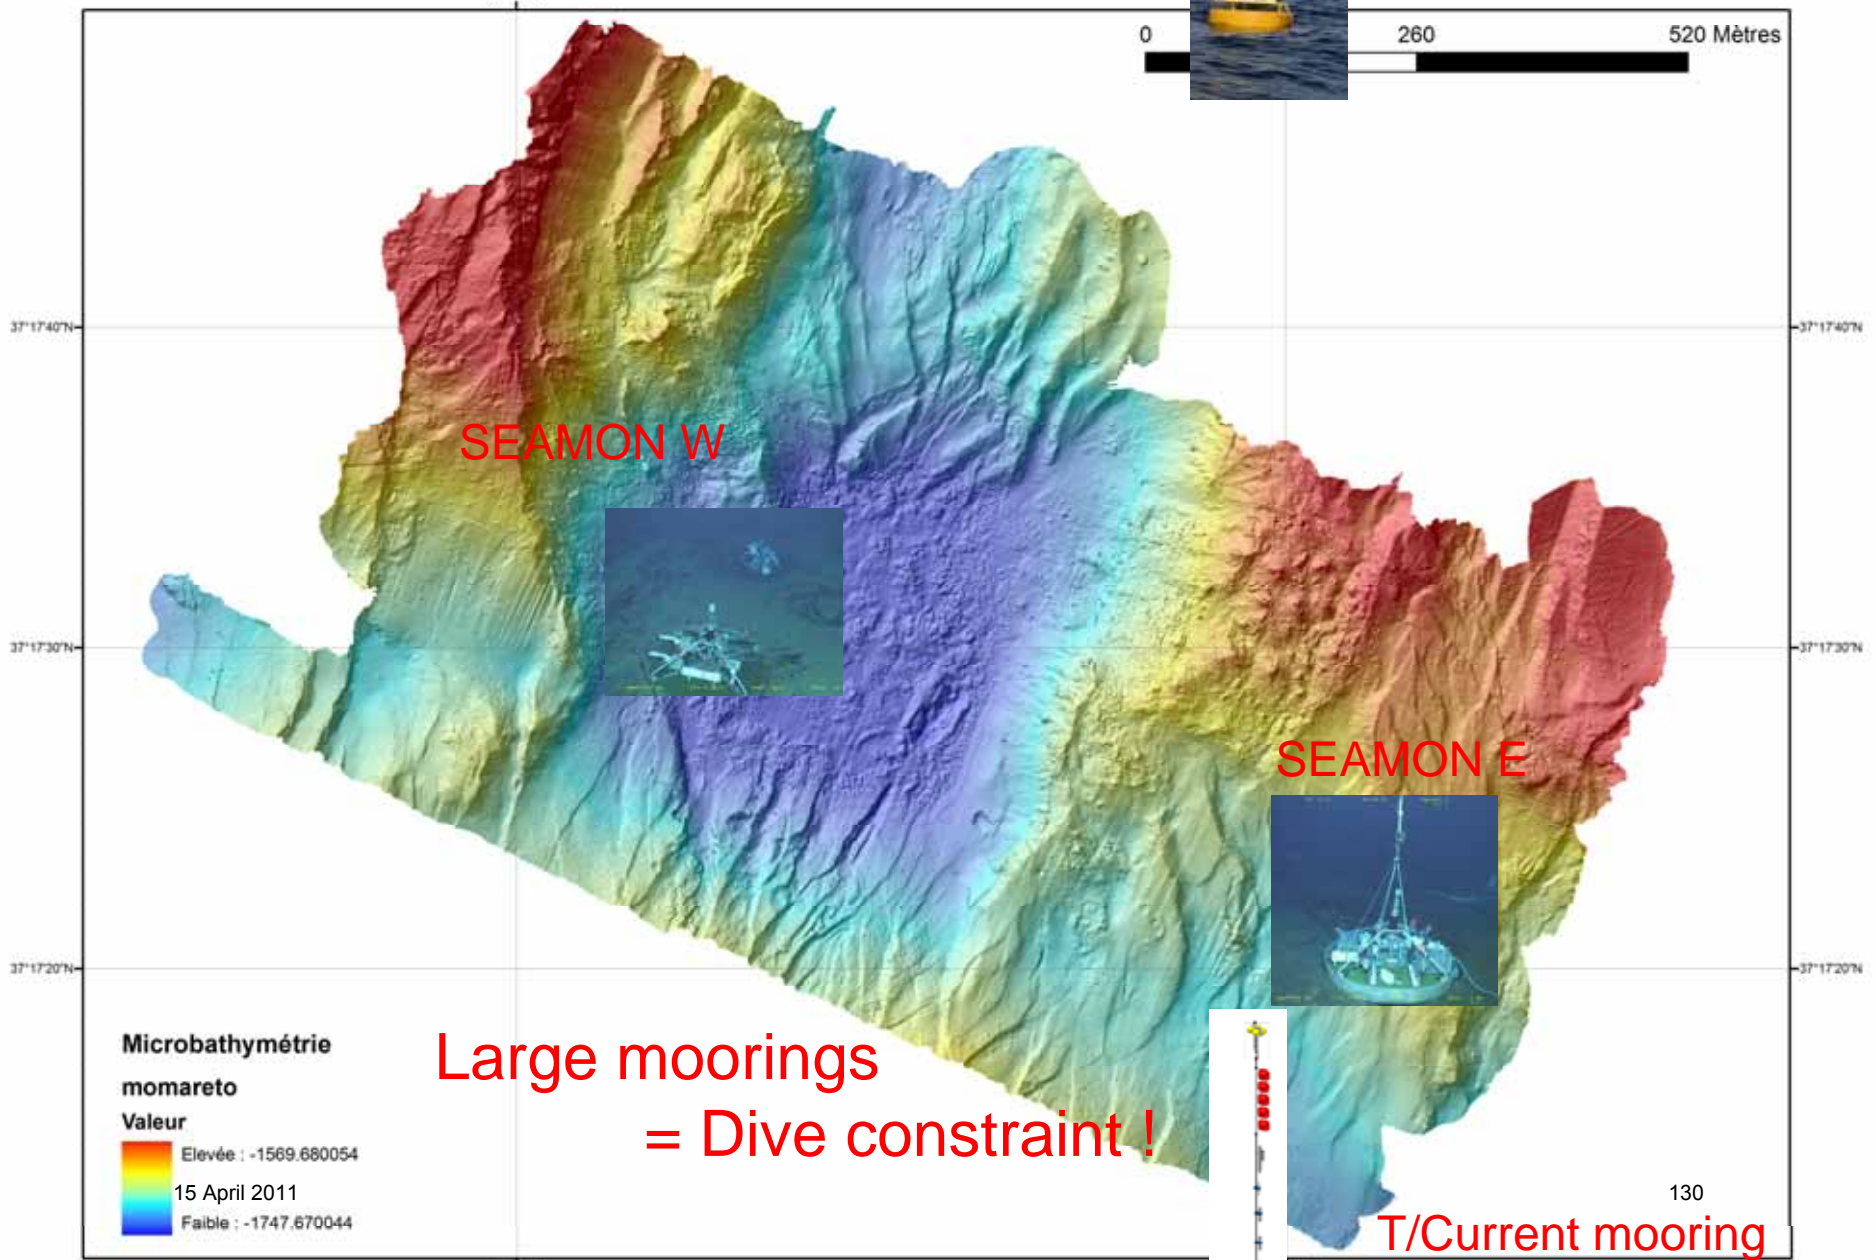 0 260 520 Mètres
37°17'40"N 37°17'40"N
SEAMON W
37°17'30"N 37°17'30"N
SEAMON E
37°17'20"N 37°17'20"N
Large moorings
= Dive constraint !
Microbathymétrie
momareto
Valeur
Elevée : -1569.680054
15 April 2011
Faible : -1747.670044
130
T/Current mooring